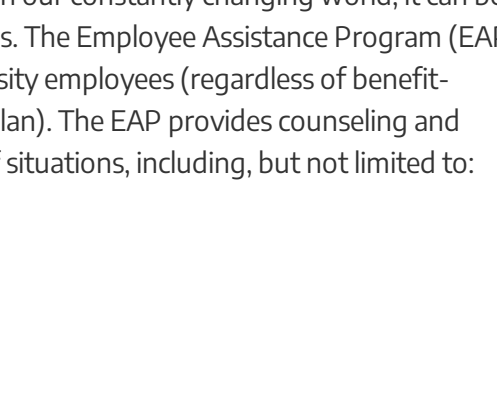 our constantly changing world, it can be
s. The Employee Assistance Program (EAP
sity employees (regardless of benefit-
lan). The EAP provides counseling and
situations, including, but not limited to: